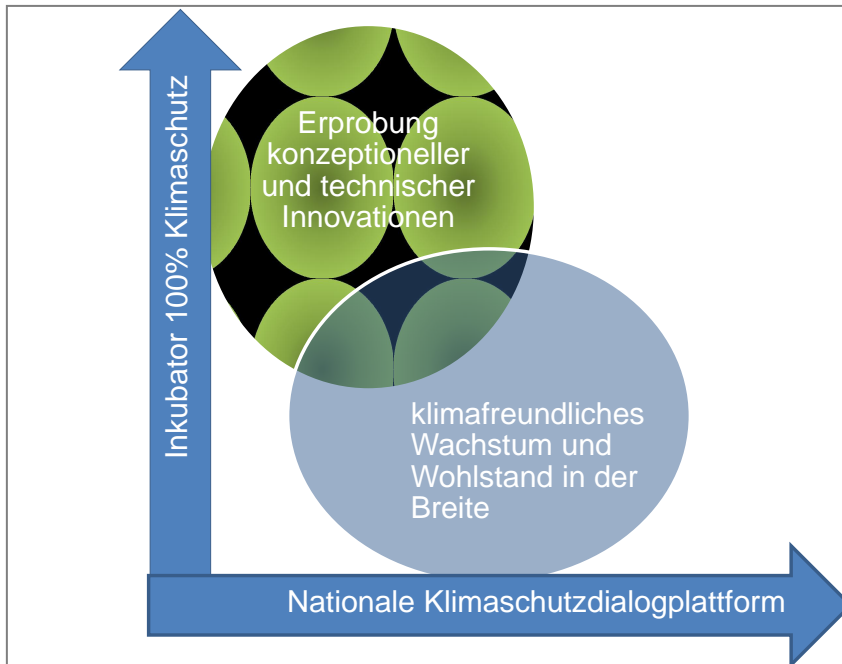 Inkubator 100% Klimaschutz
Erprobung
konzeptioneller
und technischer
Innovationen
klimafreundliches
Wachstum und
Wohlstand in der
Breite
Nationale Klimaschutzdialogplattform